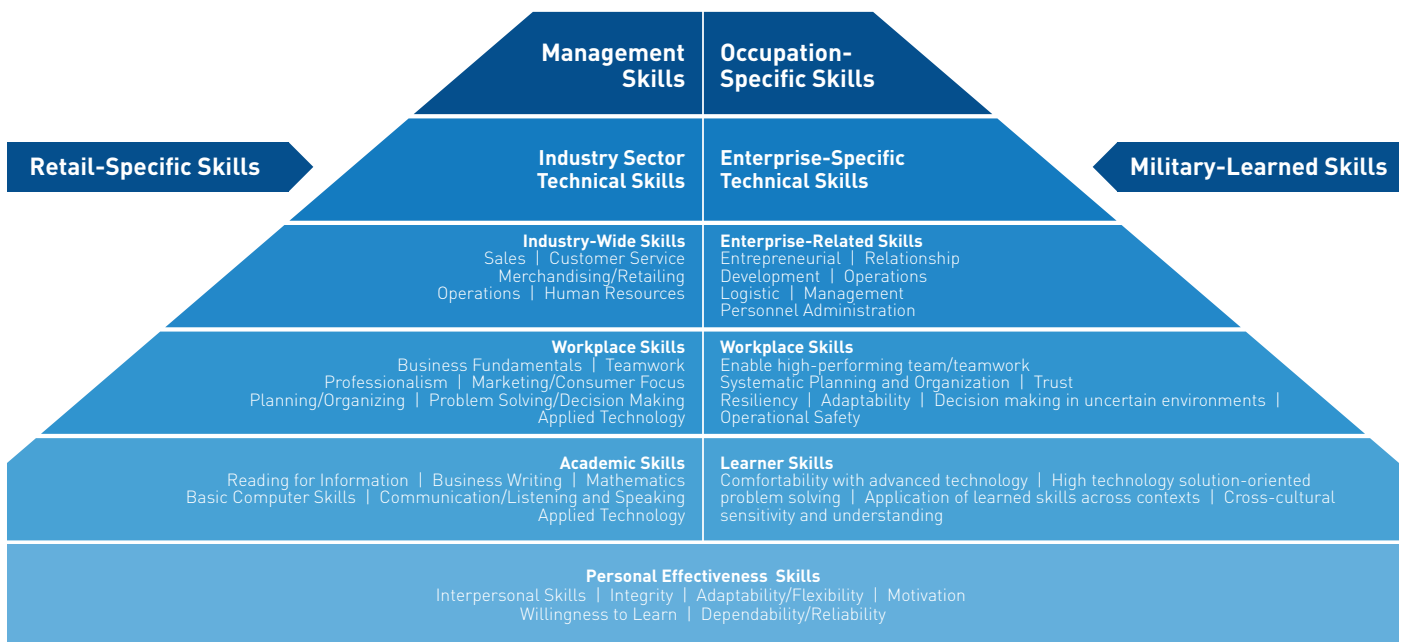 Management
Skills
Occupation-
Specific Skills
Retail-Specific Skills
Industry Sector
Technical Skills
Enterprise-Specific
Technical Skills
Military-Learned Skills
Industry-Wide Skills
Sales | Customer Service
Merchandising/Retailing
Operations | Human Resources
Enterprise-Related Skills
Entrepreneurial | Relationship
Development | Operations
Logistic | Management
Personnel Administration
Workplace Skills
Business Fundamentals | Teamwork
Professionalism | Marketing/Consumer Focus
Planning/Organizing | Problem Solving/Decision Making
Applied Technology
Workplace Skills
Enable high-performing team/teamwork
Systematic Planning and Organization | Trust
Resiliency | Adaptability | Decision making in uncertain environments |
Operational Safety
Academic Skills
Reading for Information | Business Writing | Mathematics
Basic Computer Skills | Communication/Listening and Speaking
Applied Technology
Learner Skills
Comfortability with advanced technology | High technology solution-oriented
problem solving | Application of learned skills across contexts | Cross-cultural
sensitivity and understanding
Personal Effectiveness Skills
Interpersonal Skills | Integrity | Adaptability/Flexibility | Motivation
Willingness to Learn | Dependability/Reliability